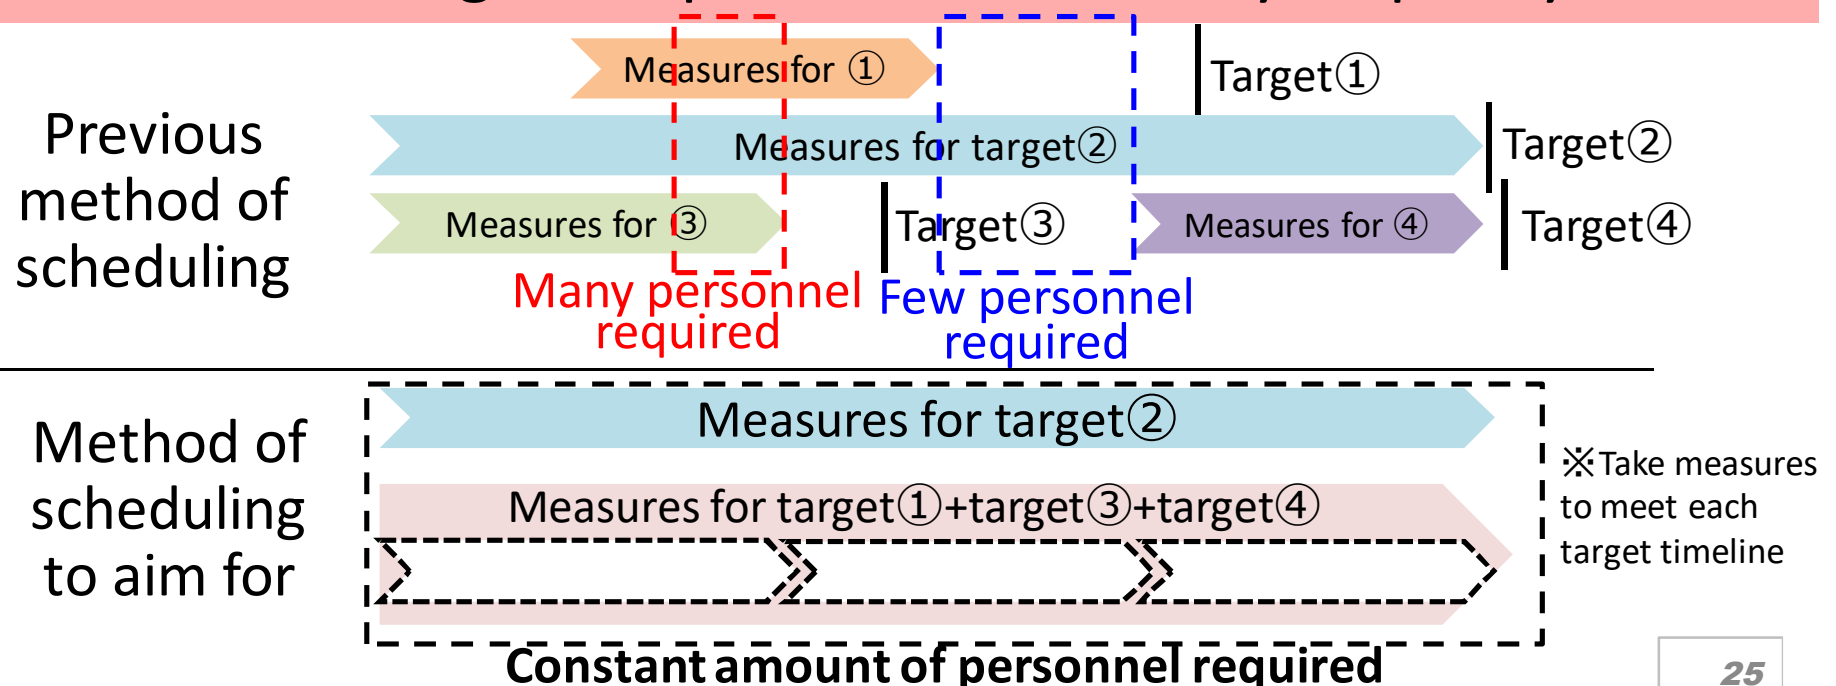 Previous
method of
scheduling
Measures for ①
Target①
Measures for target②
Target②
Measures for ③
Target③
Measures for ④
Target④
Many personnel
required
Few personnel
required
Method of
scheduling
to aim for
Measures for target②
Measures for target①+target③+target④
※Take measures
to meet each
target timeline
Constant amount of personnel required
25